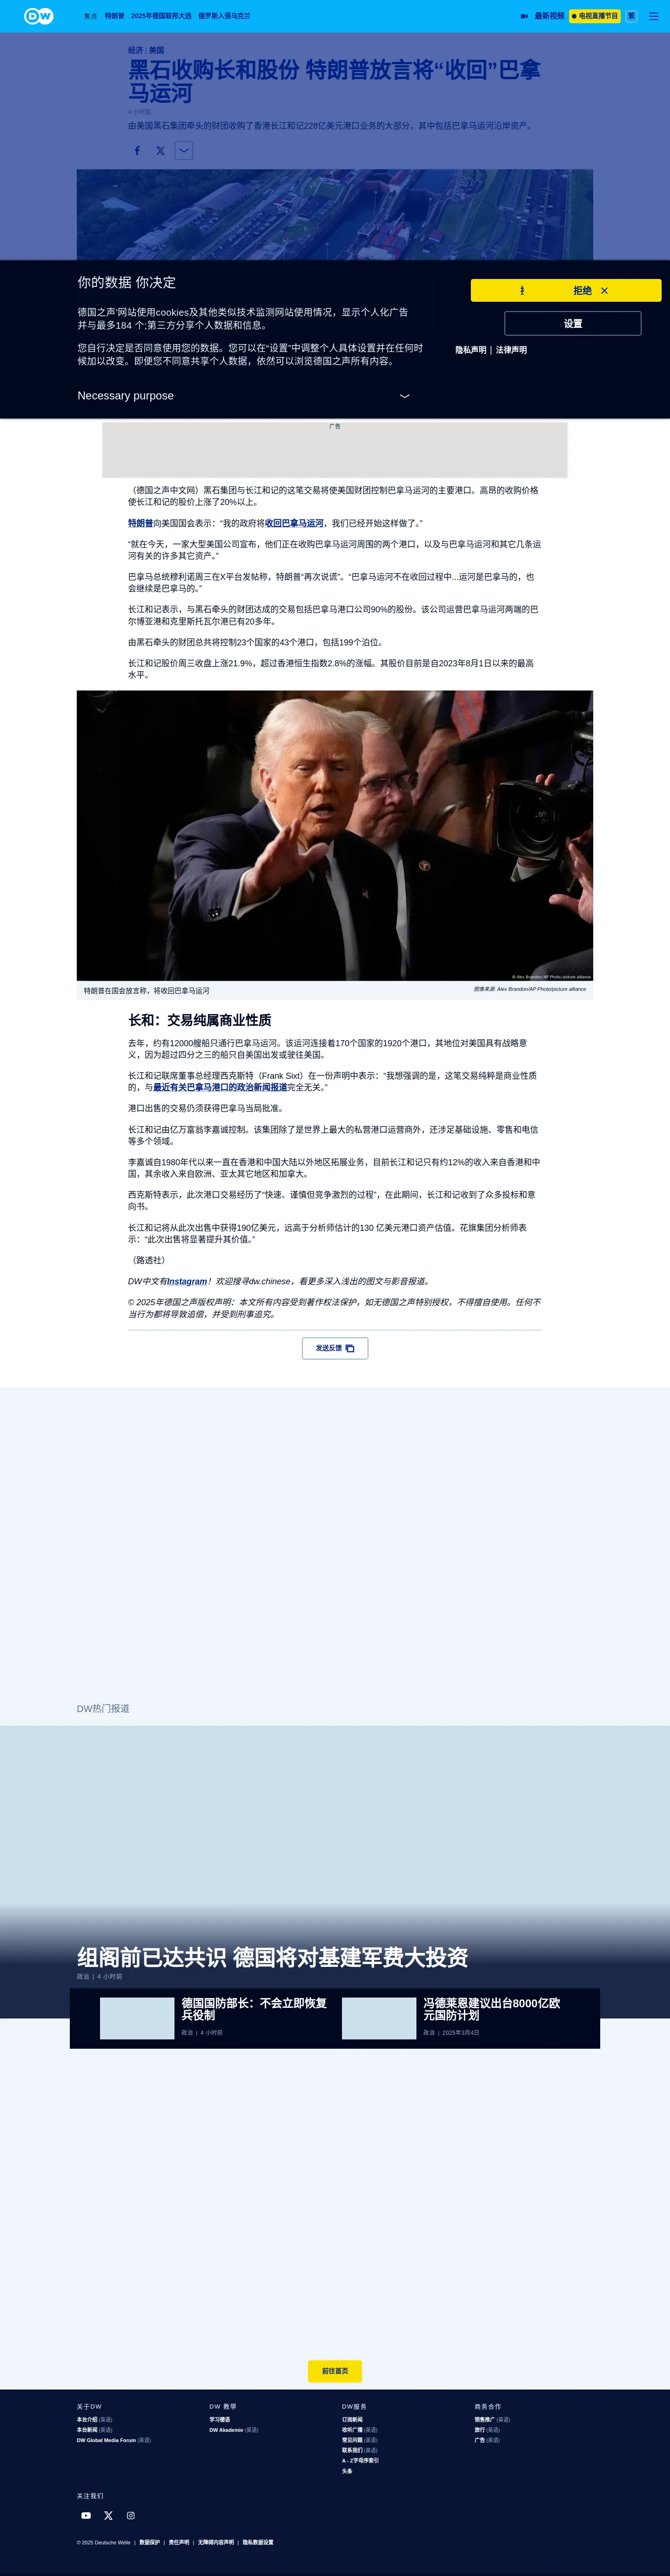 DW
焦点 特朗普 2025年德国联邦大选 俄罗斯入侵乌克兰 最新视频 电视直播节目 繁
经济 | 美国
黑石收购长和股份 特朗普放言将“收回”巴拿
马运河
4 小时前
由美国黑石集团牵头的财团收购了香港长江和记228亿美元港口业务的大部分，其中包括巴拿马运河沿岸资产。
你的数据 你决定
德国之声'网站使用cookies及其他类似技术监测网站使用情况，显示个人化广告
并与最多184 个;第三方分享个人数据和信息。
您自行决定是否同意使用您的数据。您可以在“设置”中调整个人具体设置并在任何时
候加以改变。即便您不同意共享个人数据，依然可以浏览德国之声所有内容。
Necessary purpose
拒绝
设置
隐私声明 | 法律声明
广告
（德国之声中文网）黑石集团与长江和记的这笔交易将使美国财团控制巴拿马运河的主要港口。高昂的收购价格
使长江和记的股价上涨了20%以上。
特朗普向美国国会表示：“我的政府将收回巴拿马运河，我们已经开始这样做了。”
“就在今天，一家大型美国公司宣布，他们正在收购巴拿马运河周围的两个港口，以及与巴拿马运河和其它几条运
河有关的许多其它资产。”
巴拿马总统穆利诺周三在X平台发帖称，特朗普“再次说谎”。“巴拿马运河不在收回过程中...运河是巴拿马的，也
会继续是巴拿马的。”
长江和记表示，与黑石牵头的财团达成的交易包括巴拿马港口公司90%的股份。该公司运营巴拿马运河两端的巴
尔博亚港和克里斯托瓦尔港已有20多年。
由黑石牵头的财团总共将控制23个国家的43个港口，包括199个泊位。
长江和记股价周三收盘上涨21.9%，超过香港恒生指数2.8%的涨幅。其股价目前是自2023年8月1日以来的最高
水平。
© Alex Brandon/AP Photo/picture alliance
特朗普在国会放言称，将收回巴拿马运河
图像来源: Alex Brandon/AP Photo/picture alliance
长和：交易纯属商业性质
去年，约有12000艘船只通行巴拿马运河。该运河连接着170个国家的1920个港口，其地位对美国具有战略意
义，因为超过四分之三的船只自美国出发或驶往美国。
长江和记联席董事总经理西克斯特（Frank Sixt）在一份声明中表示：“我想强调的是，这笔交易纯粹是商业性质
的，与最近有关巴拿马港口的政治新闻报道完全无关。”
港口出售的交易仍须获得巴拿马当局批准。
长江和记由亿万富翁李嘉诚控制。该集团除了是世界上最大的私营港口运营商外，还涉足基础设施、零售和电信
等多个领域。
李嘉诚自1980年代以来一直在香港和中国大陆以外地区拓展业务，目前长江和记只有约12%的收入来自香港和中
国，其余收入来自欧洲、亚太其它地区和加拿大。
西克斯特表示，此次港口交易经历了“快速、谨慎但竞争激烈的过程”，在此期间，长江和记收到了众多投标和意
向书。
长江和记将从此次出售中获得190亿美元，远高于分析师估计的130 亿美元港口资产估值。花旗集团分析师表
示：“此次出售将显著提升其价值。”
（路透社）
DW中文有Instagram！欢迎搜寻dw.chinese，看更多深入浅出的图文与影音报道。
© 2025年德国之声版权声明：本文所有内容受到著作权法保护，如无德国之声特别授权，不得擅自使用。任何不
当行为都将导致追偿，并受到刑事追究。
发送反馈
DW热门报道
组阁前已达共识 德国将对基建军费大投资
政治 | 4 小时前
德国国防部长：不会立即恢复
兵役制
政治 | 4 小时前
冯德莱恩建议出台8000亿欧
元国防计划
政治 | 2025年3月4日
前往首页
关于DW
本台介绍 (英语)
本台新闻 (英语)
DW Global Media Forum (英语)
DW 教學
学习德语
DW Akademie (英语)
DW服务
订阅新闻
收听广播 (英语)
常见问题 (英语)
联系我们 (英语)
A - Z字母序索引
头条
商务合作
销售推广 (英语)
旅行 (英语)
广告 (英语)
关注我们
© 2025 Deutsche Welle | 数据保护 | 责任声明 | 无障碍内容声明 | 隐私数据设置